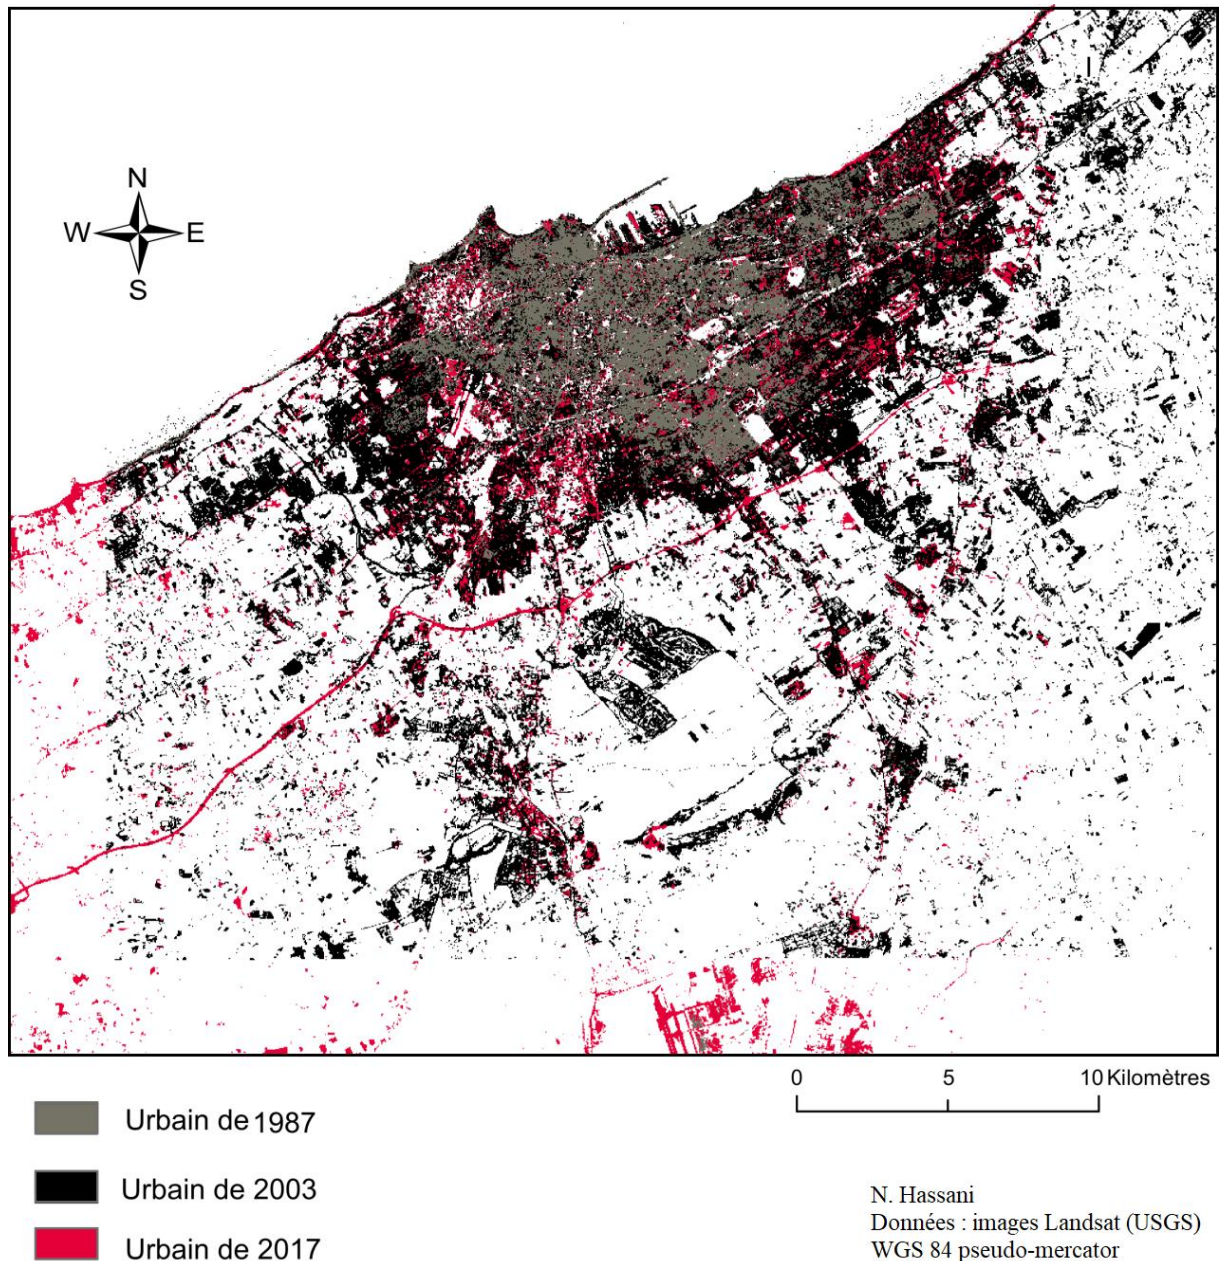 N
W E
S
0 5 10 Kilomètres
Urbain de 1987
Urbain de 2003
Urbain de 2017
N. Hassani
Données : images Landsat (USGS)
WGS 84 pseudo-mercator